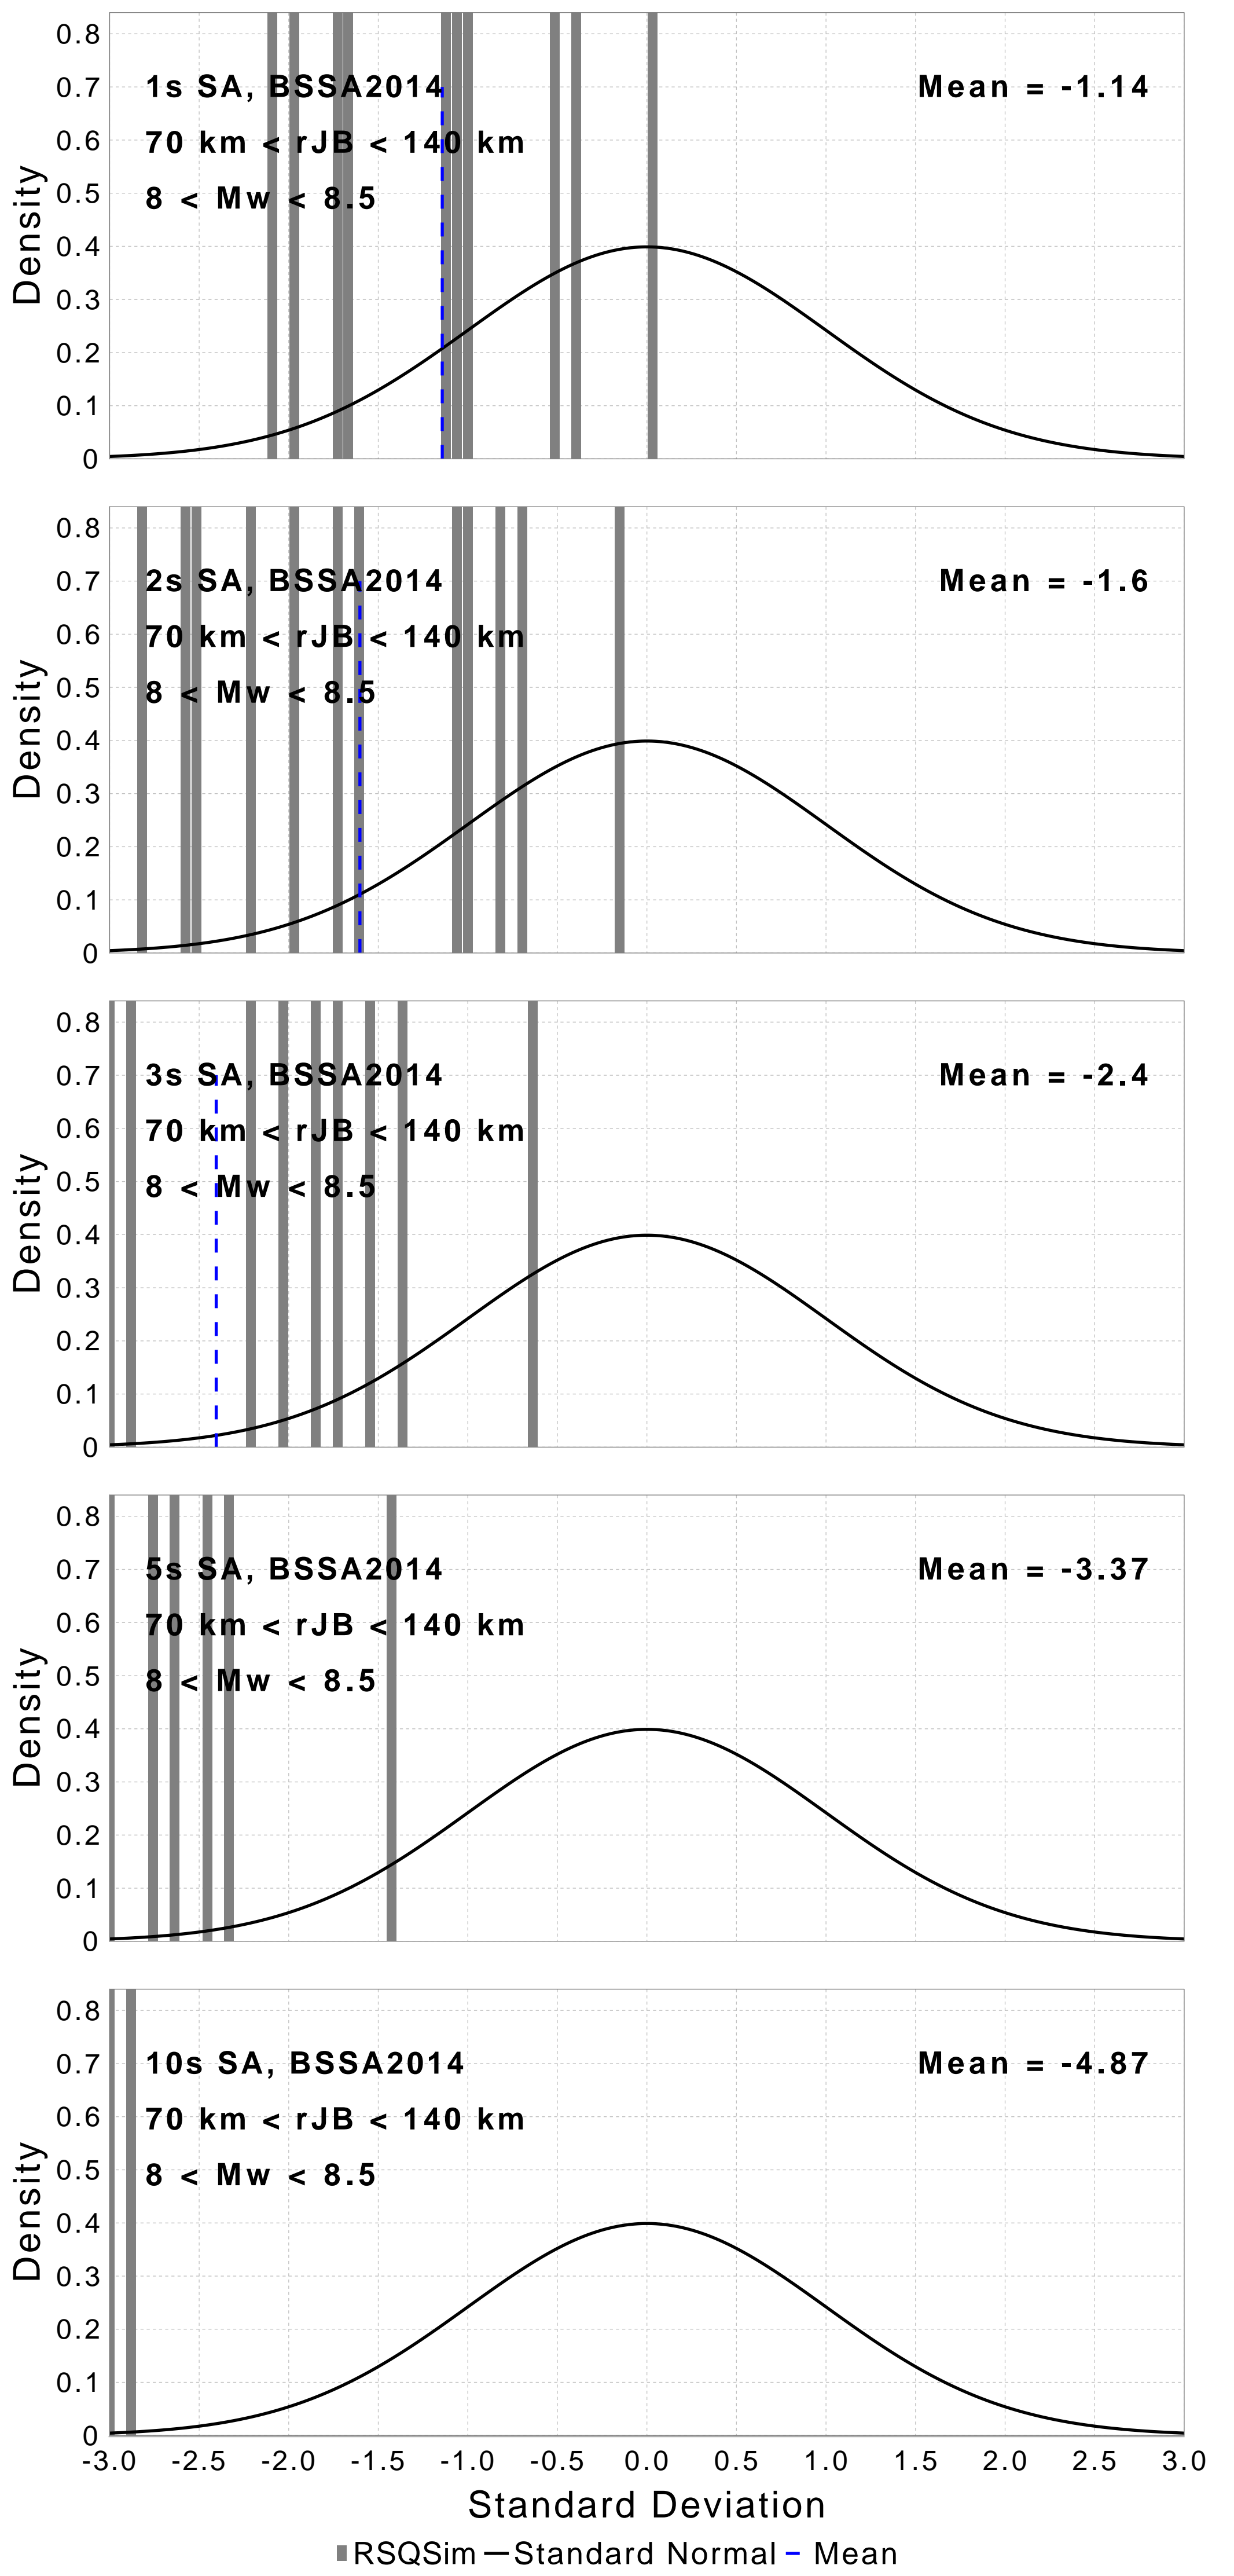 0.8
0.7
0.6
0.5
0.4
0.3
0.2
0.1
0
Density
1s SA, BSSA2014
Mean = -1.14
70 km < rJB < 140 km
8 < Mw < 8.5
0.8
0.7
0.6
0.5
0.4
0.3
0.2
0.1
0
Density
2s SA, BSSA2014
Mean = -1.6
70 km < rJB < 140 km
8 < Mw < 8.5
0.8
0.7
0.6
0.5
0.4
0.3
0.2
0.1
0
Density
3s SA, BSSA2014
Mean = -2.4
70 km < rJB < 140 km
8 < Mw < 8.5
0.8
0.7
0.6
0.5
0.4
0.3
0.2
0.1
0
Density
5s SA, BSSA2014
Mean = -3.37
70 km < rJB < 140 km
8 < Mw < 8.5
0.8
0.7
0.6
0.5
0.4
0.3
0.2
0.1
0
Density
10s SA, BSSA2014
Mean = -4.87
70 km < rJB < 140 km
8 < Mw < 8.5
-3.0 -2.5 -2.0 -1.5 -1.0 -0.5 0.0 0.5 1.0 1.5 2.0 2.5 3.0
Standard Deviation
RSQSim Standard Normal Mean